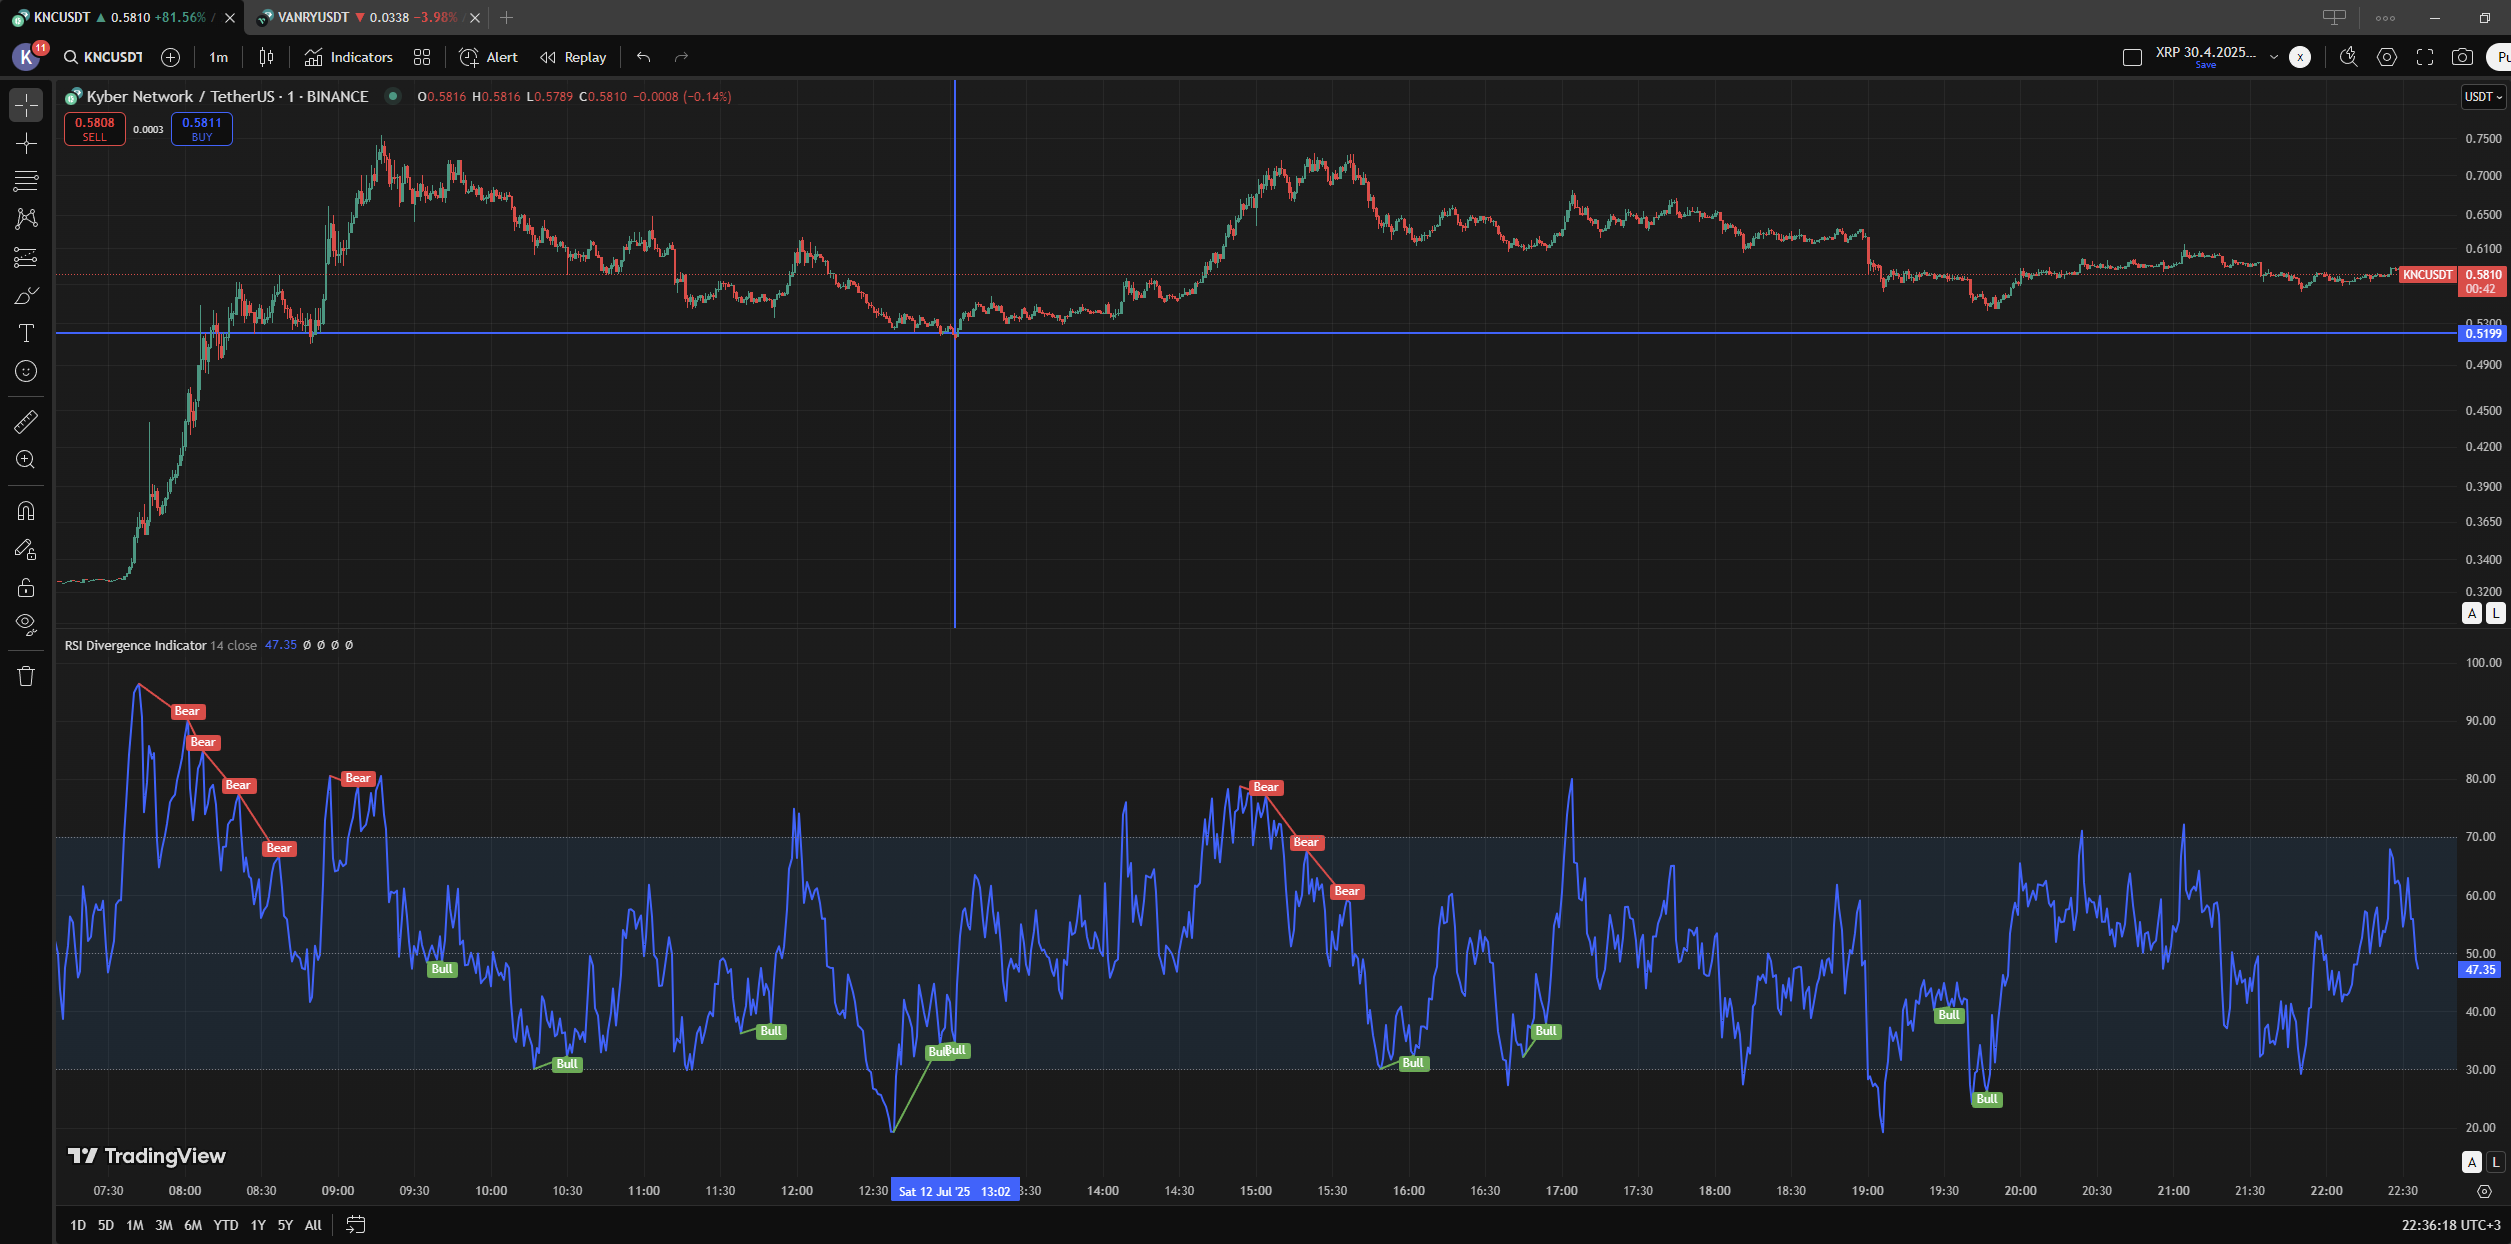 KNCUSDT ▲ 0.5810 +81.56% /
VANRYUSDT ▼ 0.0338 −3.98%
K 11 KNCUSDT 1m Indicators Alert Replay XRP 30.4.2025... Save x Pu
Kyber Network / TetherUS · 1 · BINANCE O0.5816 H0.5816 L0.5789 C0.5810 −0.0008 (−0.14%)
USDT
0.5808 SELL 0.0003 0.5811 BUY
0.7500
0.7000
0.6500
0.6100
KNCUSDT 0.5810
00:42
0.5300
0.5199
0.4900
0.4500
0.4200
0.3900
0.3650
0.3400
0.3200
A L
RSI Divergence Indicator 14 close 47.35 ∅ ∅ ∅ ∅
100.00
Bear
90.00
Bear
Bear
Bear
80.00
Bear
70.00
Bear
Bear
Bear
60.00
50.00
Bull
47.35
40.00
Bull
Bull
Bull
Bull
Bull
Bull
Bull
30.00
Bull
Bull
20.00
TradingView
A L
07:30 08:00 08:30 09:00 09:30 10:00 10:30 11:00 11:30 12:00 12:30 Sat 12 Jul '25 13:02 3:30 14:00 14:30 15:00 15:30 16:00 16:30 17:00 17:30 18:00 18:30 19:00 19:30 20:00 20:30 21:00 21:30 22:00 22:30
1D 5D 1M 3M 6M YTD 1Y 5Y All
22:36:18 UTC+3